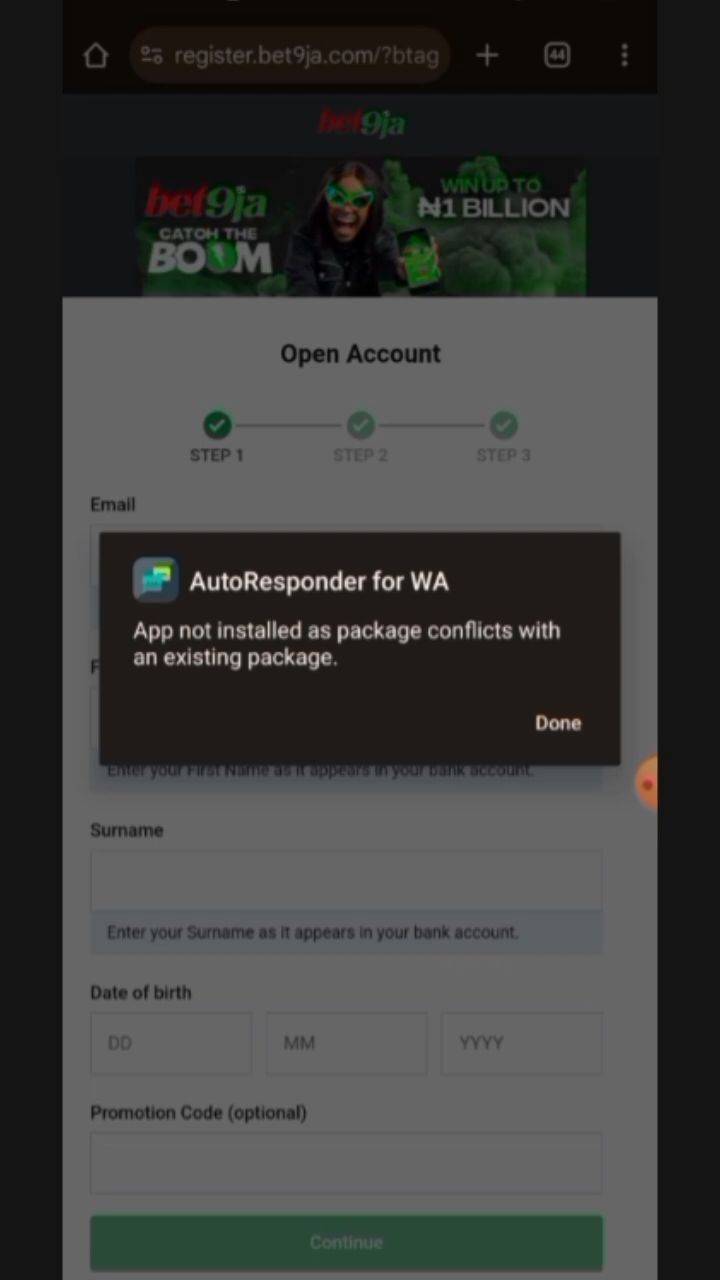 register.bet9ja.com/?btag
44
bet9ja
bet9ja
CATCH THE
BOOM
WIN UP TO
₦1 BILLION
Open Account
STEP 1
STEP 2
STEP 3
Email
AutoResponder for WA
App not installed as package conflicts with
an existing package.
Done
F
Enter your First Name as it appears in your bank account.
Surname
Enter your Surname as it appears in your bank account.
Date of birth
DD
MM
YYYY
Promotion Code (optional)
Continue